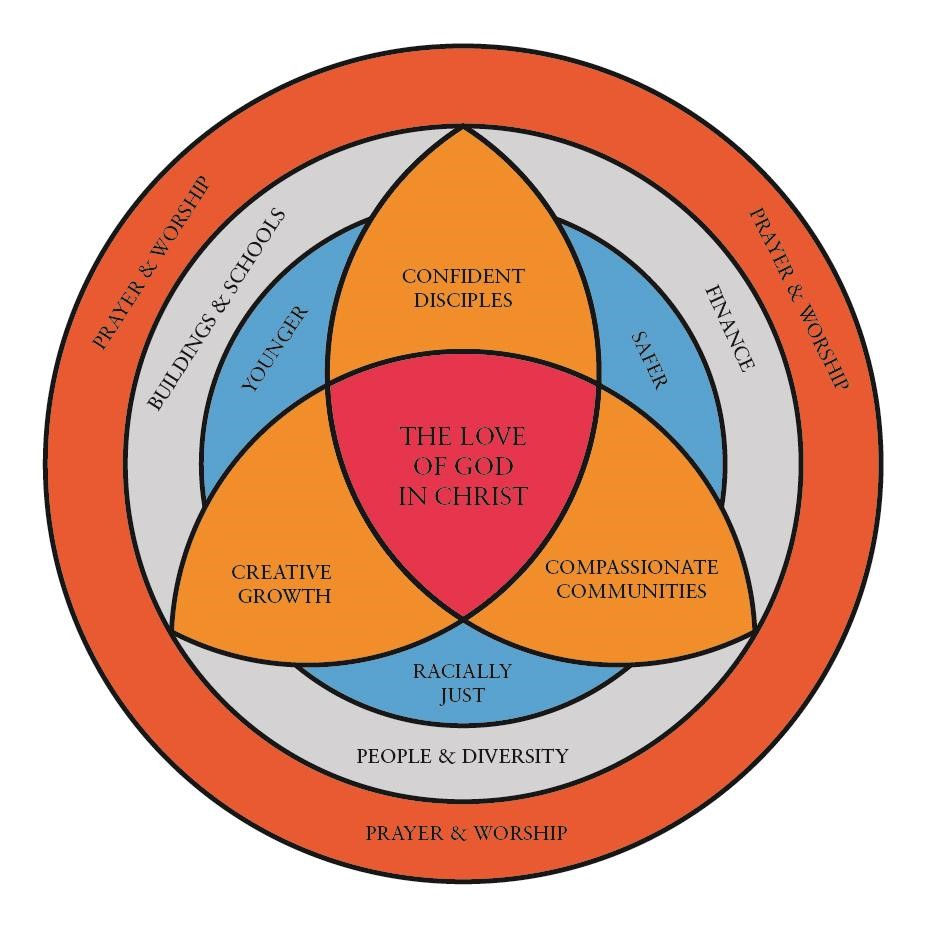 PRAYER & WORSHIP
PRAYER & WORSHIP
BUILDINGS & SCHOOLS
FINANCE
YOUNGER
CONFIDENT
DISCIPLES
SAFER
THE LOVE
OF GOD
IN CHRIST
CREATIVE
GROWTH
COMPASSIONATE
COMMUNITIES
RACIALLY
JUST
PEOPLE & DIVERSITY
PRAYER & WORSHIP